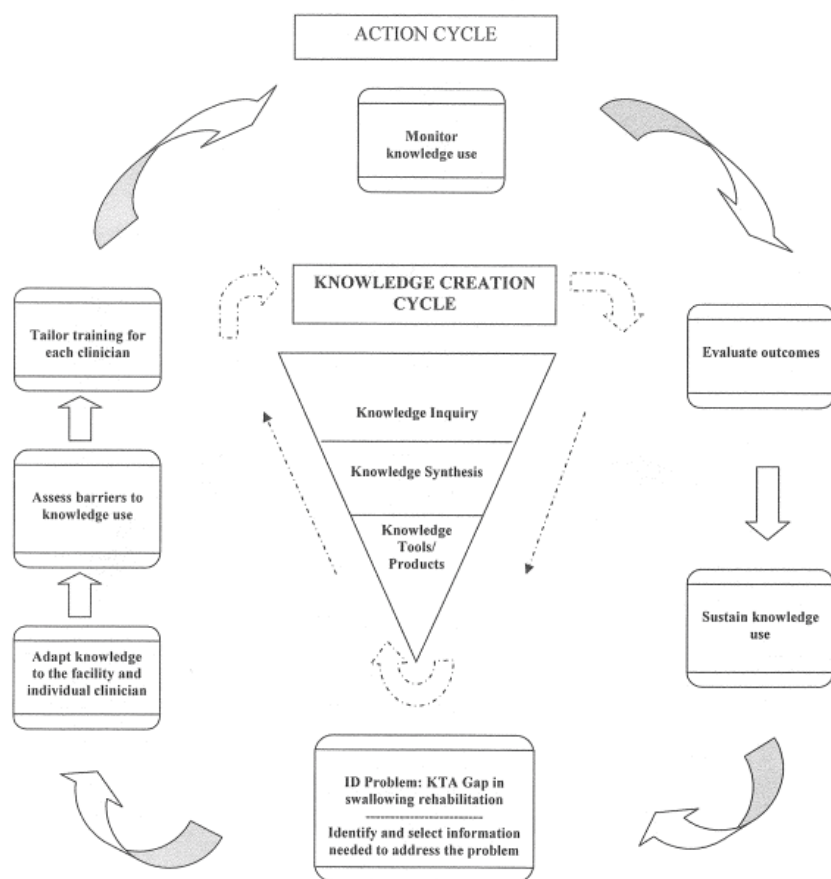 ACTION CYCLE
Monitor
knowledge use
KNOWLEDGE CREATION
CYCLE
Tailor training for
each clinician
Evaluate outcomes
Knowledge Inquiry
Knowledge Synthesis
Assess barriers to
knowledge use
Knowledge
Tools/
Products
Sustain knowledge
use
Adapt knowledge
to the facility and
individual clinician
ID Problem: KTA Gap in
swallowing rehabilitation
Identify and select information
needed to address the problem